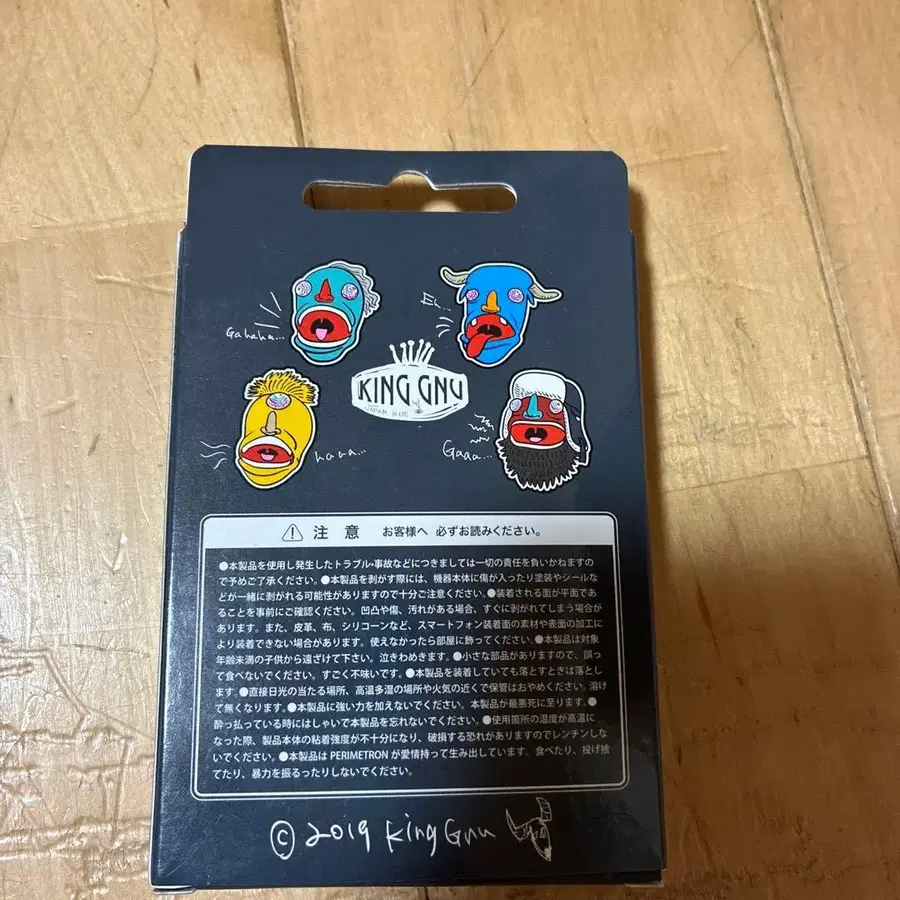 Gahaha...
Ei...
KING GNU
JAPAN MADE
haaa...
Gaaa...
注 意 お客様へ 必ずお読みください。
●本製品を使用し発生したトラブル・事故などにつきましては一切の責任を負いかねますの
で予めご了承ください。●本製品を剥がす際には、機器本体に傷が入ったり塗装やシールな
どが一緒に剥がれる可能性がありますので十分ご注意ください。●装着される面が平面であ
ることを事前にご確認ください。凹凸や傷、汚れがある場合、すぐに剥がれてしまう場合が
あります。また、皮革、布、シリコーンなど、スマートフォン装着面の素材や表面の加工に
より装着できない場合があります。使えなかったら部屋に飾ってください。●本製品は対象
年齢未満の子供から遠ざけて下さい。泣きわめきます。●小さな部品がありますので、誤っ
て食べないでください。すごく不味いです。●本製品を装着していても落とすときは落とし
ます。●直接日光の当たる場所、高温多湿の場所や火気の近くで保管はおやめください。溶け
て無くなります。●本製品に強い力を加えないでください。本製品が最悪死に至ります。●
酔っ払っている時にはしゃいで本製品を忘れないでください。●使用箇所の温度が高温に
なった際、製品本体の粘着強度が不十分になり、破損する恐れがありますのでレンチンしな
いでください。●本製品は PERIMETRON が愛情持って生み出しています。食べたり、投げ捨
てたり、暴力を振るったりしないでください。
© 2019 King Gnu